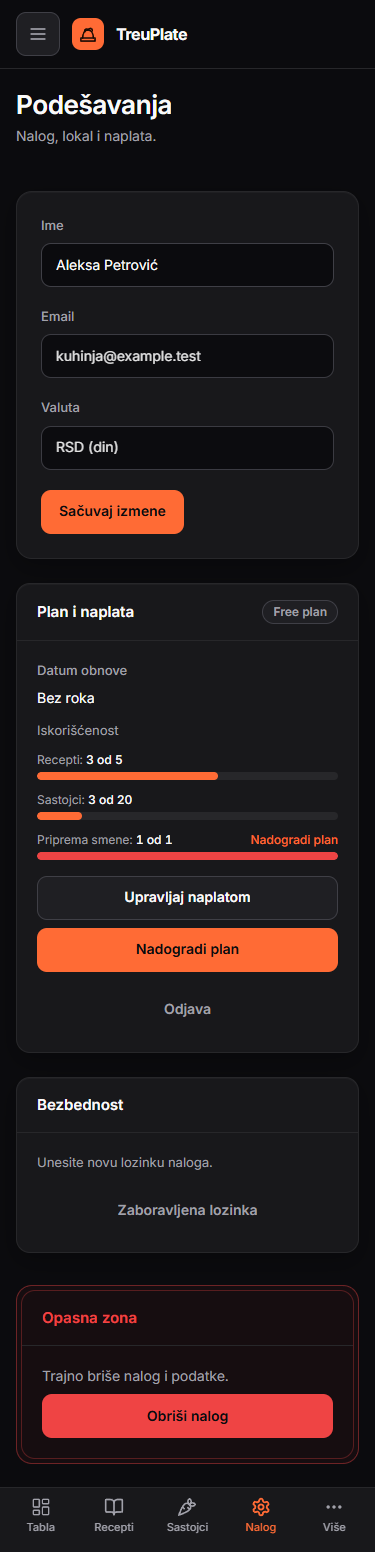 TreuPlate
Podešavanja
Nalog, lokal i naplata.
Ime
Aleksa Petrović
Email
kuhinja@example.test
Valuta
RSD (din)
Sačuvaj izmene
Plan i naplata
Free plan
Datum obnove
Bez roka
Iskorišćenost
Recepti: 3 od 5
Sastojci: 3 od 20
Priprema smene: 1 od 1
Nadogradi plan
Upravljaj naplatom
Nadogradi plan
Odjava
Bezbednost
Unesite novu lozinku naloga.
Zaboravljena lozinka
Opasna zona
Trajno briše nalog i podatke.
Obriši nalog
Tabla
Recepti
Sastojci
Nalog
Više